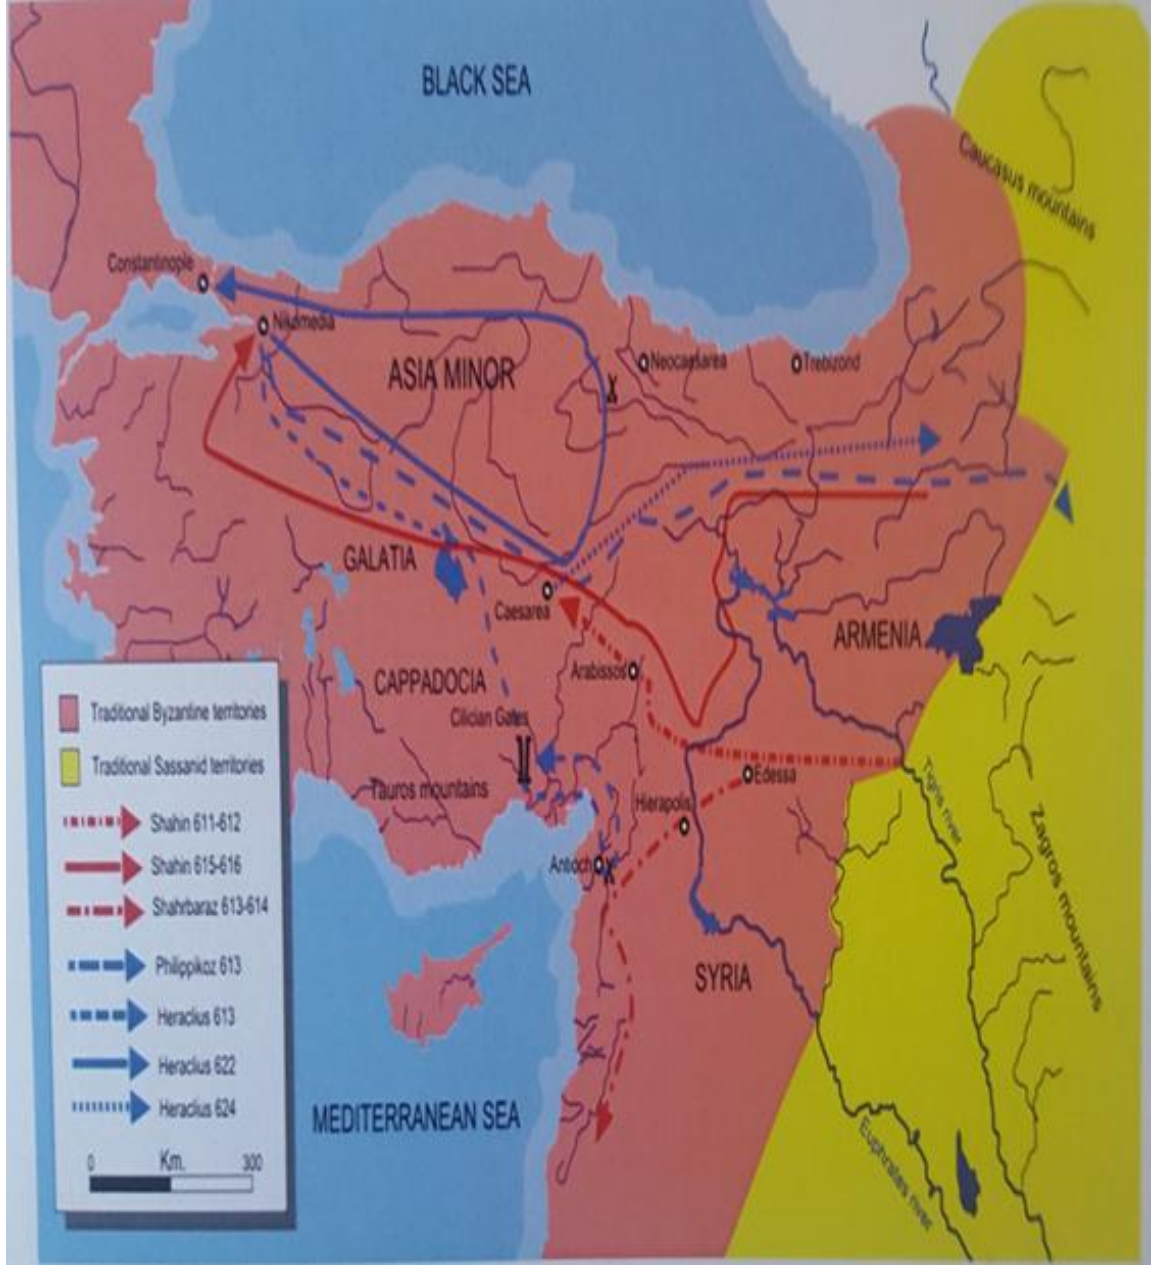 BLACK SEA
Caucasus mountains
Constantinople
Nikomedia
Neocaesarea
Trebizond
ASIA MINOR
GALATIA
Caesarea
ARMENIA
Arabissos
CAPPADOCIA
Cilician Gates
Tauros mountains
Edessa
Hierapolis
Tigris river
Zagros mountains
Antioch
SYRIA
MEDITERRANEAN SEA
Euphrates river
Traditional Byzantine territories
Traditional Sassanid territories
Shahin 611-612
Shahin 615-616
Shahrbaraz 613-614
Philippikoz 613
Heraclius 613
Heraclius 622
Heraclius 624
0 Km. 300